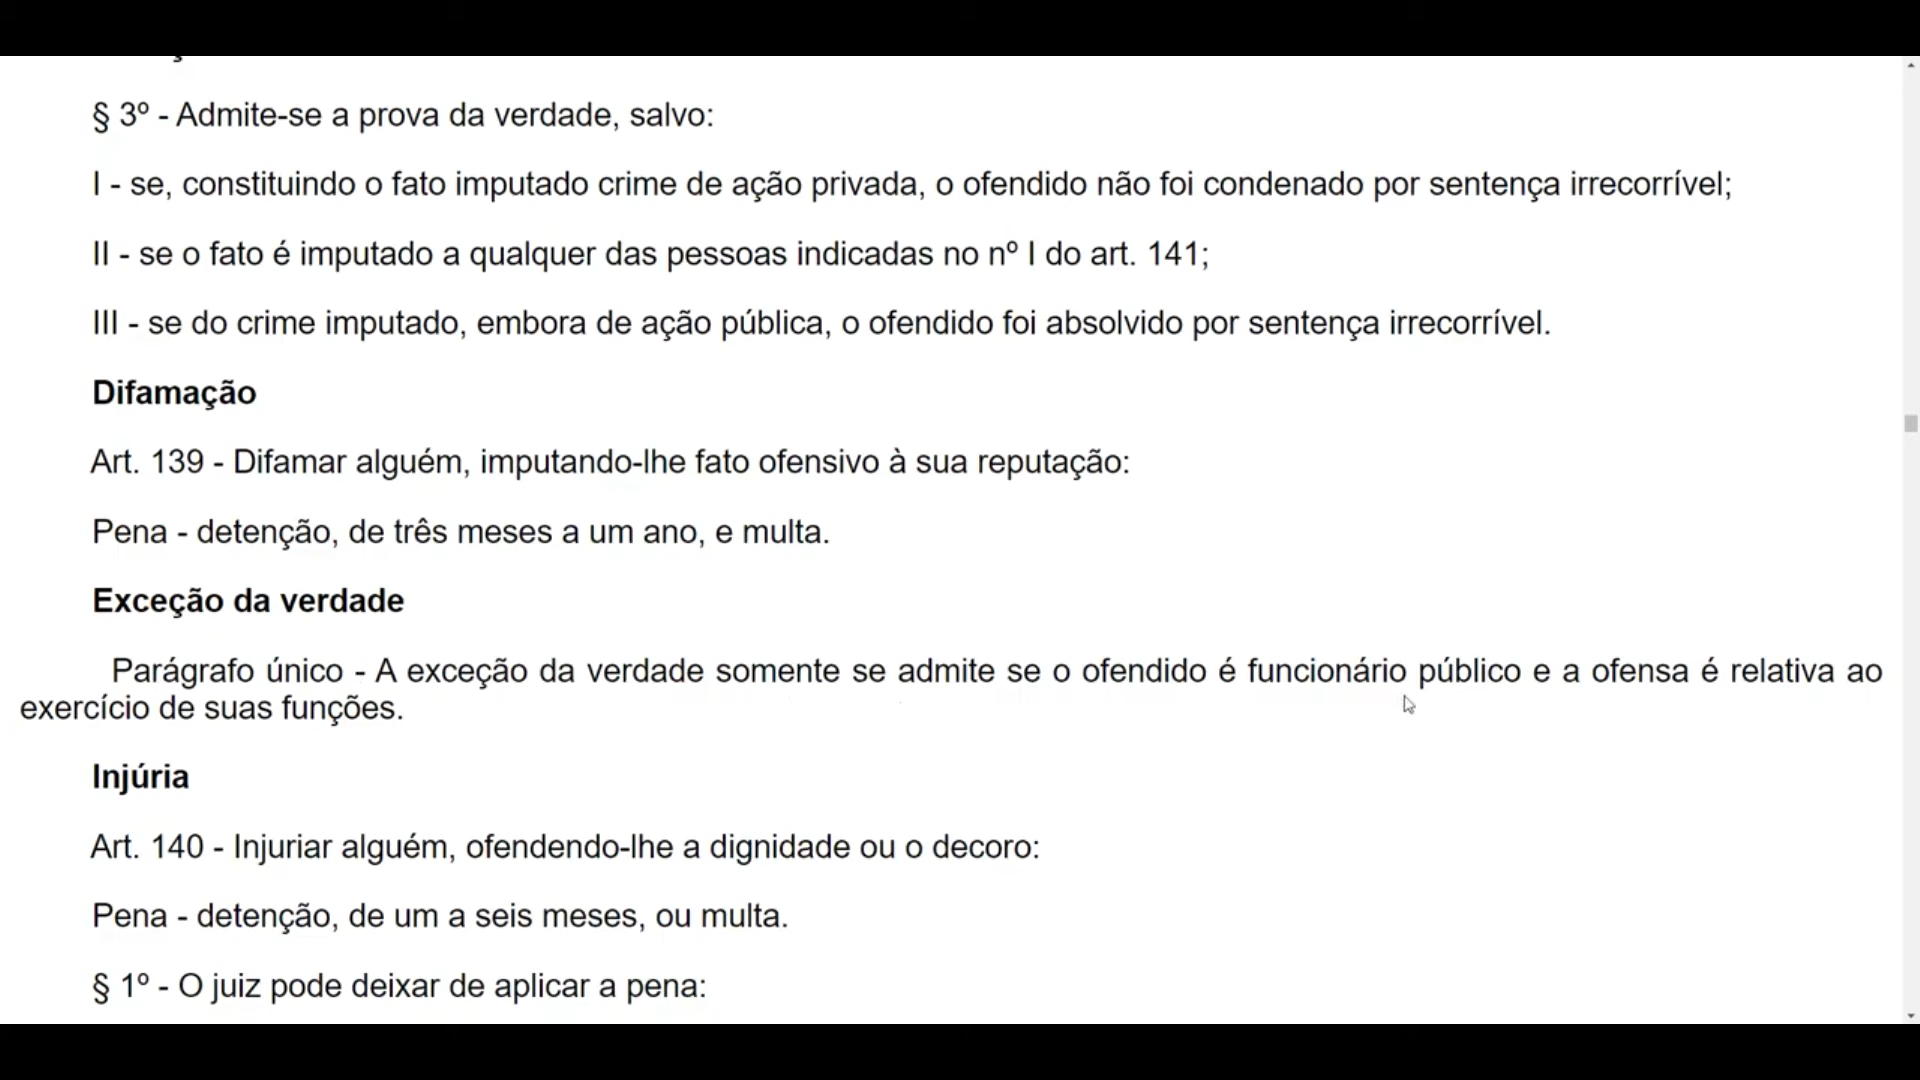 § 3º - Admite-se a prova da verdade, salvo:
I - se, constituindo o fato imputado crime de ação privada, o ofendido não foi condenado por sentença irrecorrível;
II - se o fato é imputado a qualquer das pessoas indicadas no nº I do art. 141;
III - se do crime imputado, embora de ação pública, o ofendido foi absolvido por sentença irrecorrível.
Difamação
Art. 139 - Difamar alguém, imputando-lhe fato ofensivo à sua reputação:
Pena - detenção, de três meses a um ano, e multa.
Exceção da verdade
Parágrafo único - A exceção da verdade somente se admite se o ofendido é funcionário público e a ofensa é relativa ao
exercício de suas funções.
Injúria
Art. 140 - Injuriar alguém, ofendendo-lhe a dignidade ou o decoro:
Pena - detenção, de um a seis meses, ou multa.
§ 1º - O juiz pode deixar de aplicar a pena: